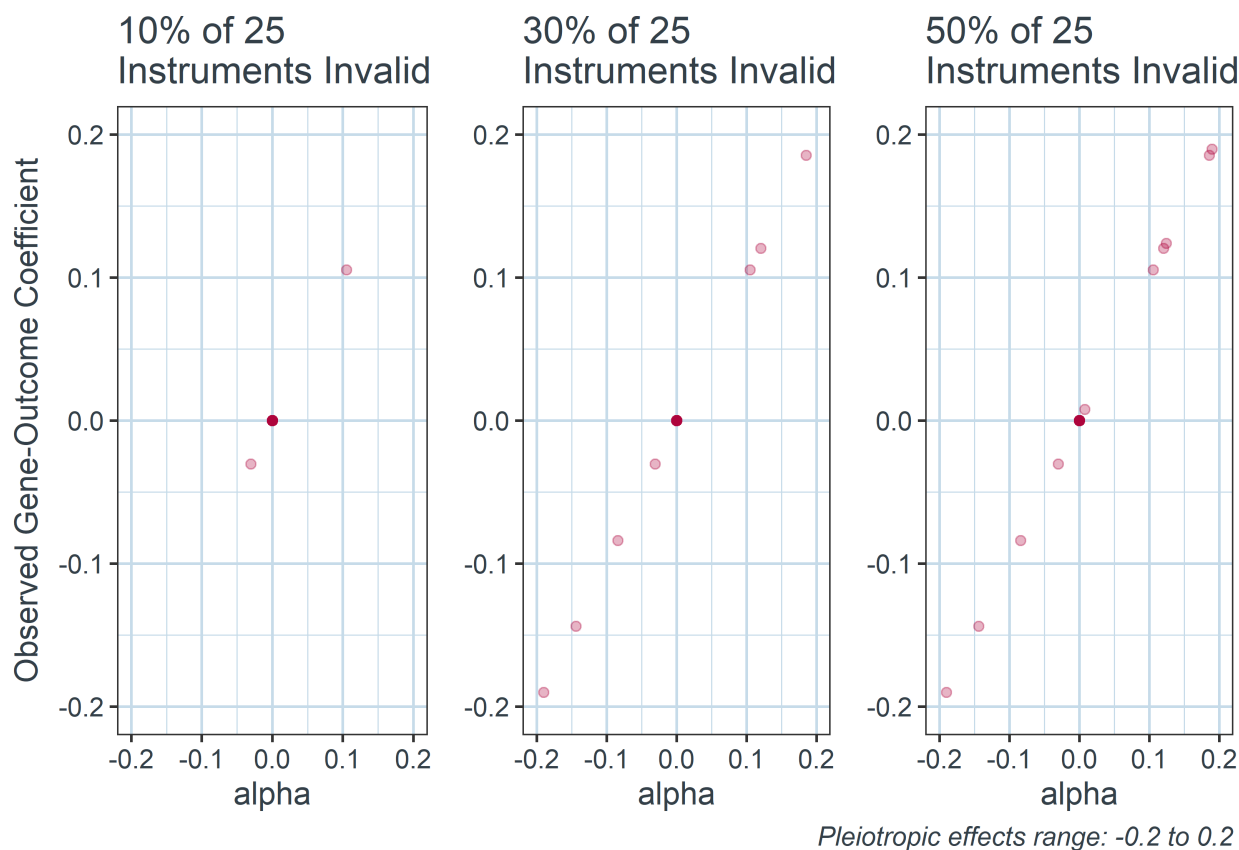 10% of 25
Instruments Invalid
30% of 25
Instruments Invalid
50% of 25
Instruments Invalid
Observed Gene-Outcome Coefficient
0.2
0.1
0.0
-0.1
-0.2
-0.2 -0.1 0.0 0.1 0.2
alpha
0.2
0.1
0.0
-0.1
-0.2
-0.2 -0.1 0.0 0.1 0.2
alpha
0.2
0.1
0.0
-0.1
-0.2
-0.2 -0.1 0.0 0.1 0.2
alpha
Pleiotropic effects range: -0.2 to 0.2